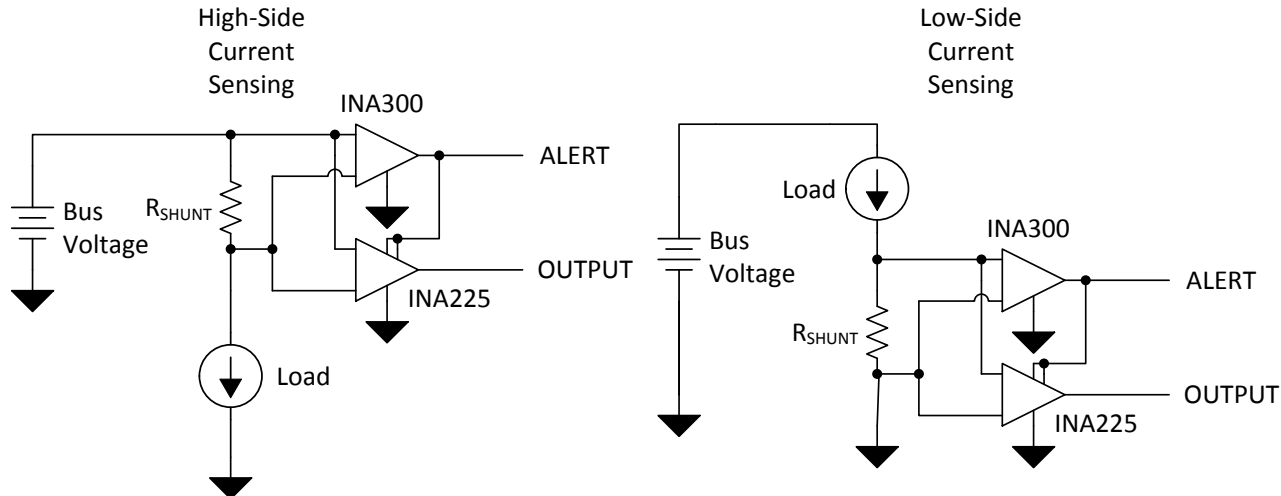 High-Side
Current
Sensing
INA300
ALERT
Bus
Voltage
RSHUNT
OUTPUT
INA225
Load
Low-Side
Current
Sensing
Load
INA300
Bus
Voltage
ALERT
RSHUNT
OUTPUT
INA225